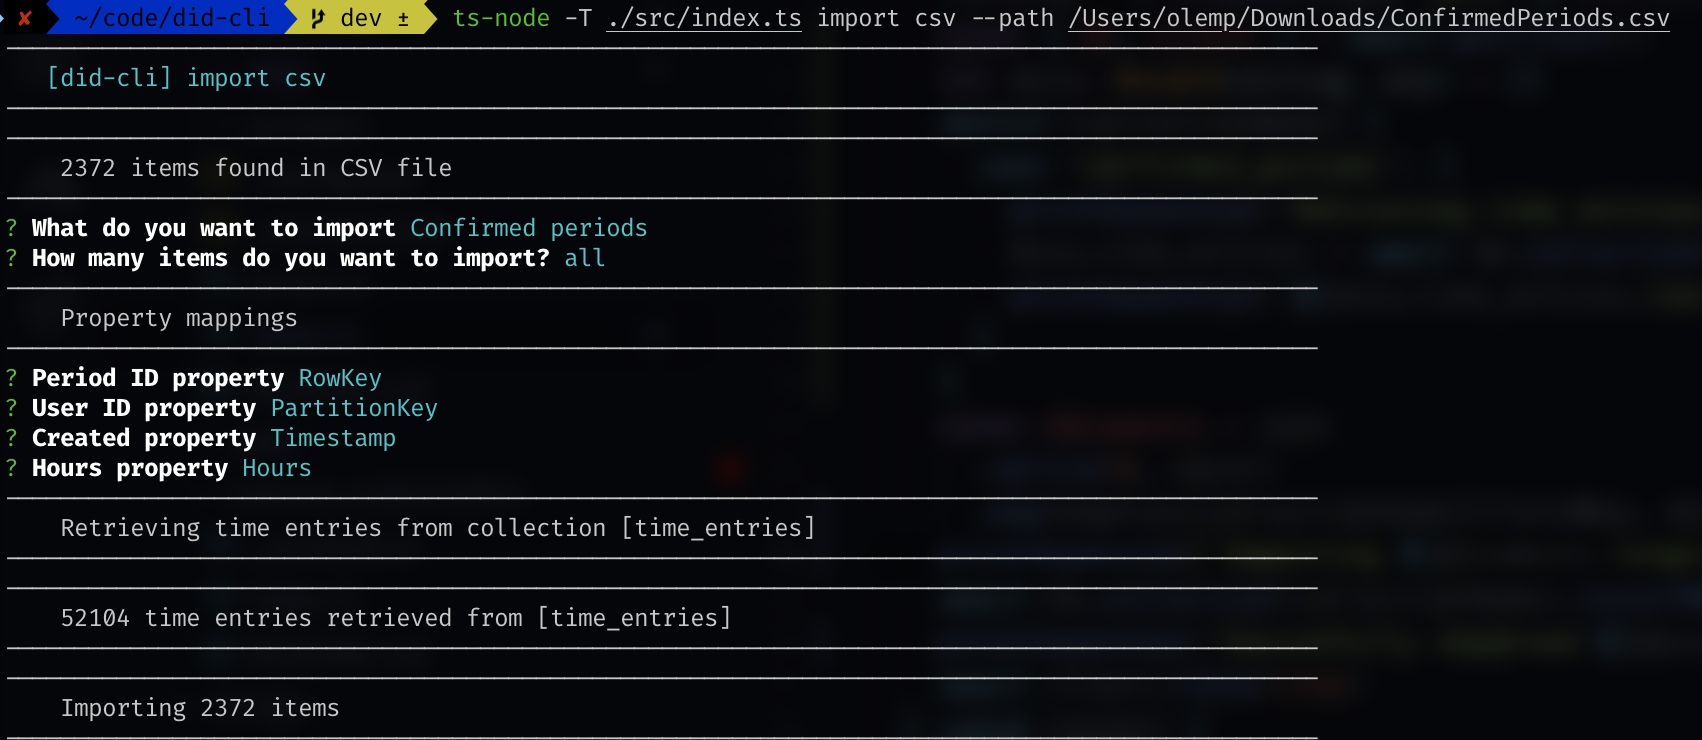 ✘ ~/code/did-cli dev ± ts-node -T ./src/index.ts import csv --path /Users/olemp/Downloads/ConfirmedPeriods.csv
[did-cli] import csv
2372 items found in CSV file
? What do you want to import Confirmed periods
? How many items do you want to import? all
Property mappings
? Period ID property RowKey
? User ID property PartitionKey
? Created property Timestamp
? Hours property Hours
Retrieving time entries from collection [time_entries]
52104 time entries retrieved from [time_entries]
Importing 2372 items